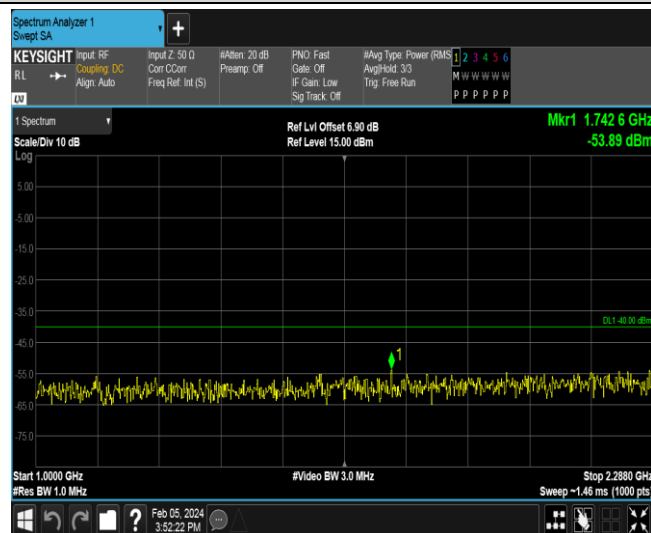 Spectrum Analyzer 1
Swept SA
+
KEYSIGHT
RL
Input: RF
Coupling: DC
Align: Auto
Input Z: 50 Ω
Corr CCorr
Freq Ref: Int (S)
#Atten: 20 dB
Preamp: Off
PNO: Fast
Gate: Off
IF Gain: Low
Sig Track: Off
#Avg Type: Power (RMS
Avg|Hold: 3/3
Trig: Free Run
1 2 3 4 5 6
M W W W W W
P P P P P P
1 Spectrum
Scale/Div 10 dB
Ref Lvl Offset 6.90 dB
Ref Level 15.00 dBm
Mkr1 1.742 6 GHz
-53.89 dBm
Log
5.00
-5.00
-15.0
-25.0
-35.0
DL1 -40.00 dBm
-45.0
1
-55.0
-65.0
-75.0
Start 1.0000 GHz
#Video BW 3.0 MHz
Stop 2.2880 GHz
#Res BW 1.0 MHz
Sweep ~1.46 ms (1000 pts)
?
Feb 05, 2024
3:52:22 PM